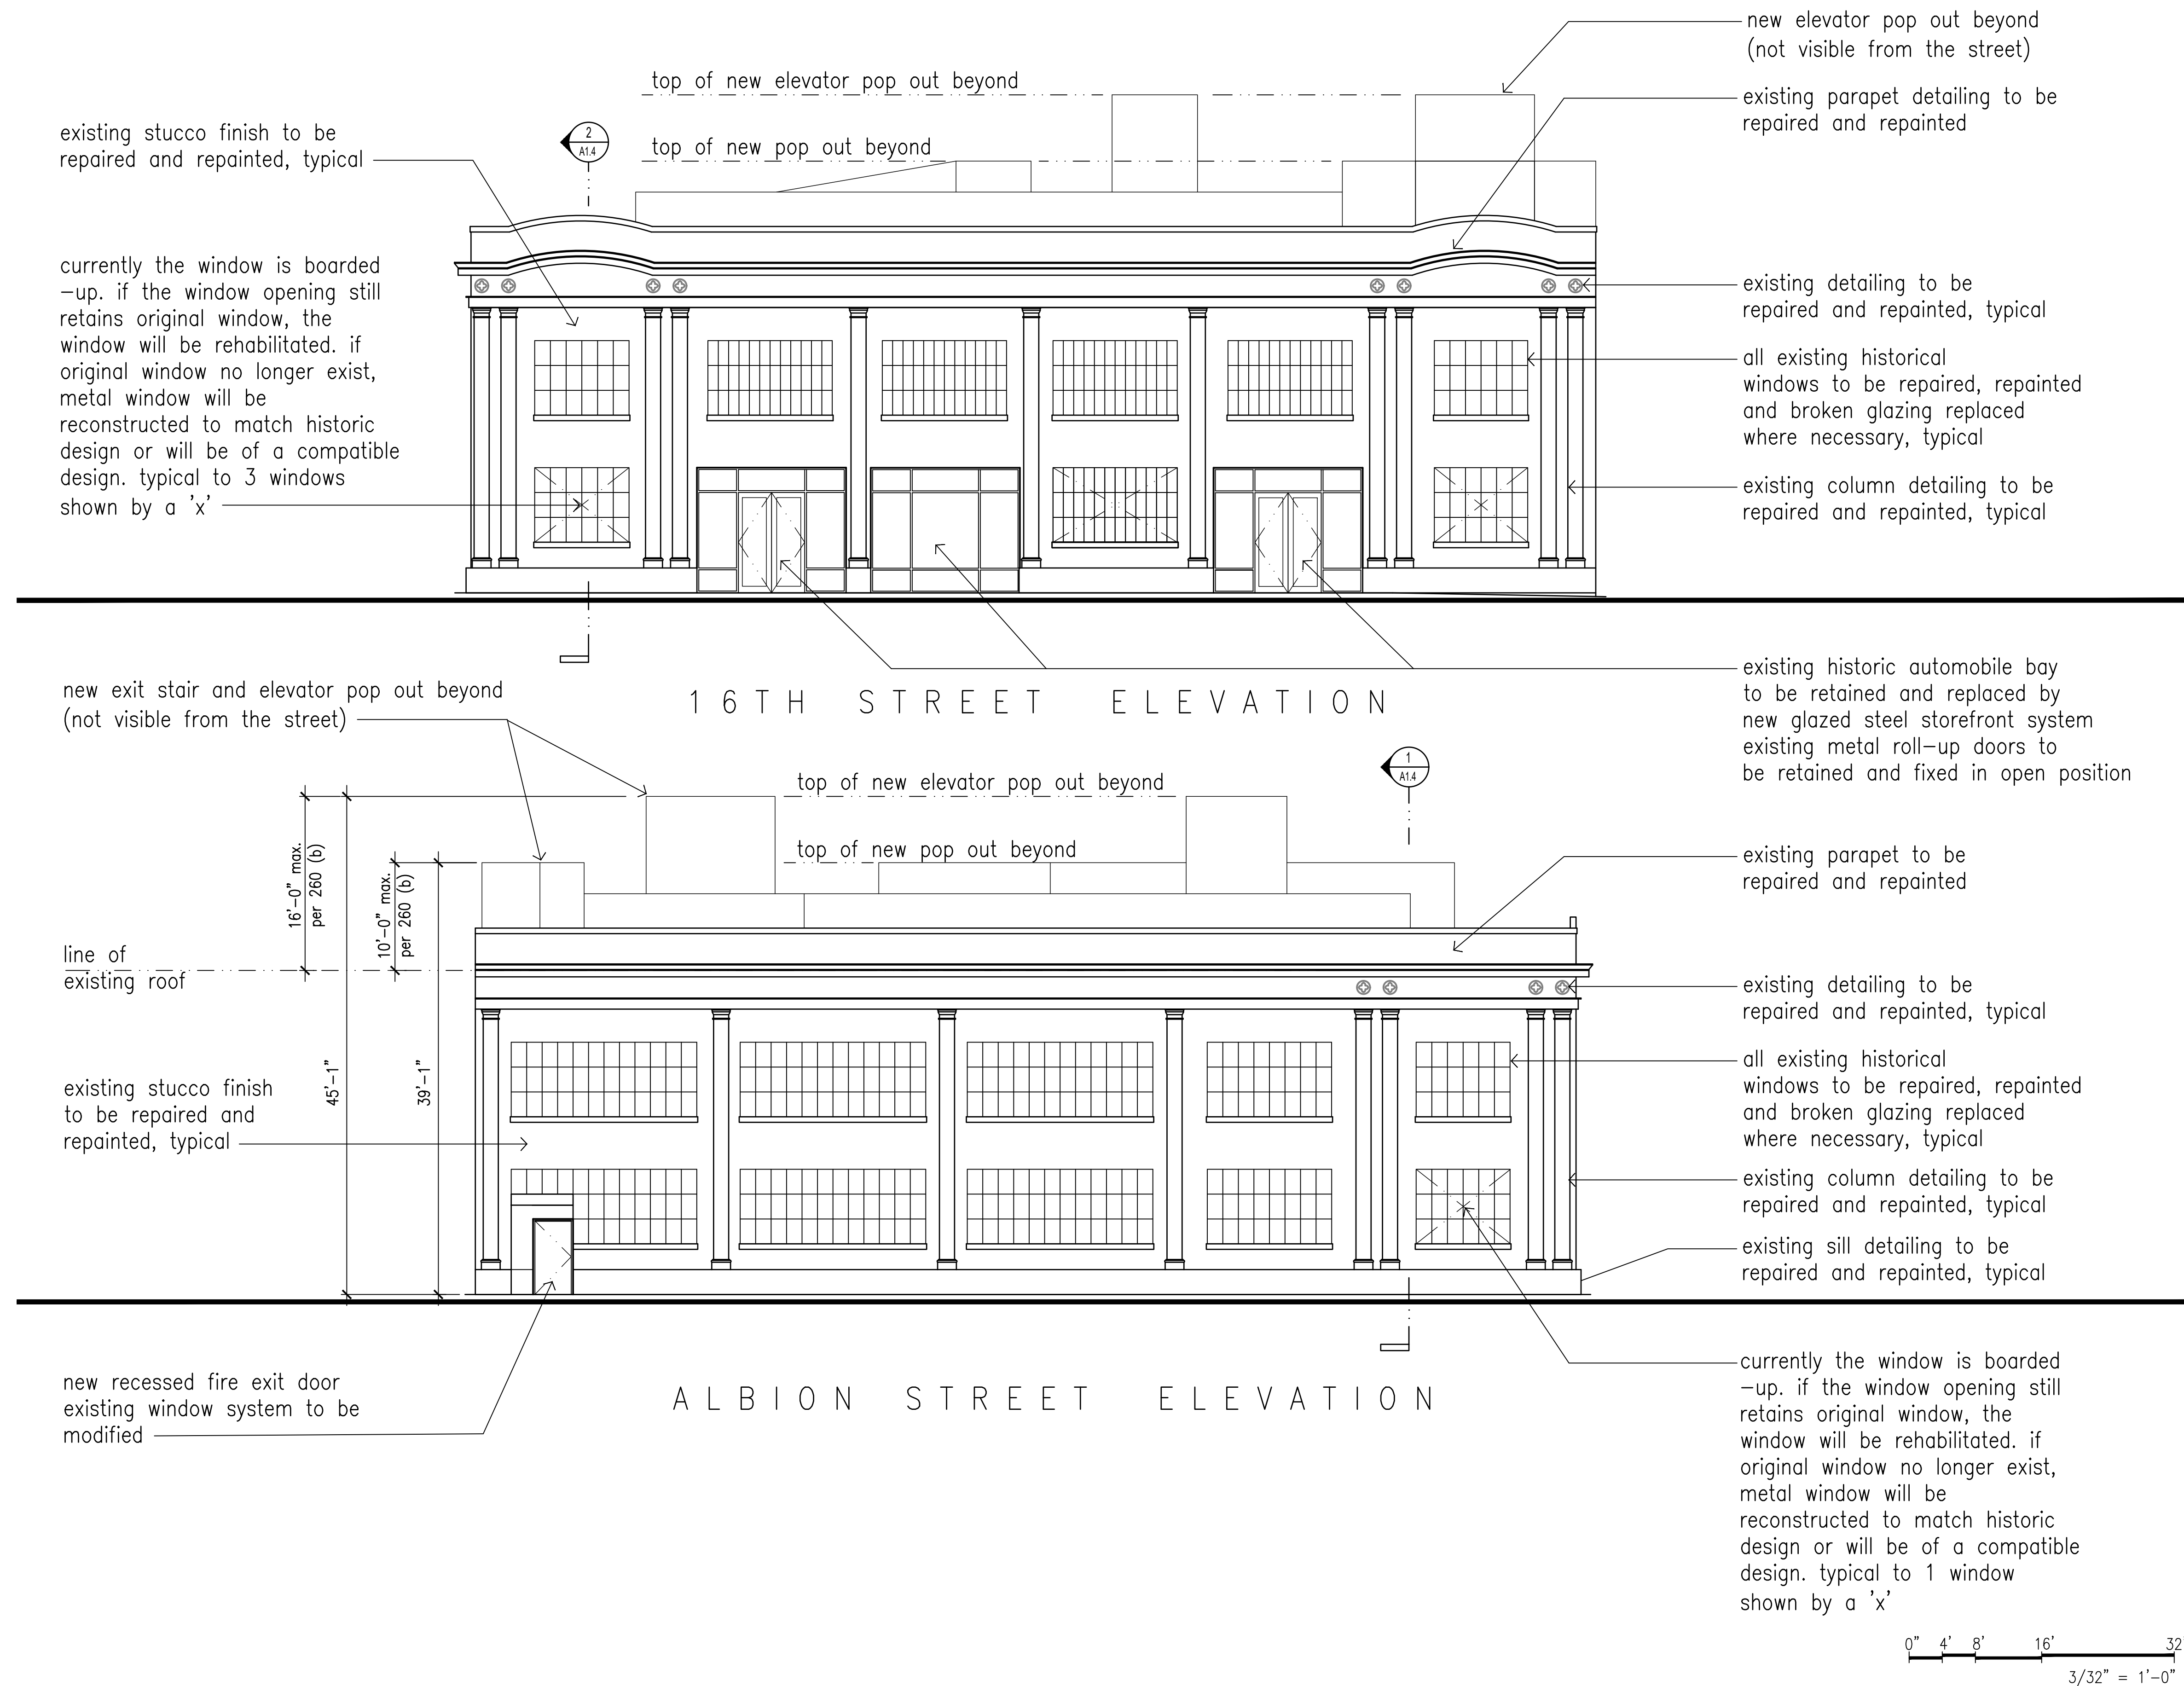 new elevator pop out beyond
(not visible from the street)
top of new elevator pop out beyond
existing parapet detailing to be
repaired and repainted
existing stucco finish to be
repaired and repainted, typical
2
A1.4
top of new pop out beyond
currently the window is boarded
-up. if the window opening still
retains original window, the
window will be rehabilitated. if
original window no longer exist,
metal window will be
reconstructed to match historic
design or will be of a compatible
design. typical to 3 windows
shown by a 'x'
existing detailing to be
repaired and repainted, typical
all existing historical
windows to be repaired, repainted
and broken glazing replaced
where necessary, typical
existing column detailing to be
repaired and repainted, typical
existing historic automobile bay
to be retained and replaced by
new glazed steel storefront system
existing metal roll-up doors to
be retained and fixed in open position
16TH STREET ELEVATION
new exit stair and elevator pop out beyond
(not visible from the street)
1
A1.4
top of new elevator pop out beyond
top of new pop out beyond
16'-0" max.
per 260 (b)
10'-0" max.
per 260 (b)
line of
existing roof
45'-1"
39'-1"
existing stucco finish
to be repaired and
repainted, typical
existing parapet to be
repaired and repainted
existing detailing to be
repaired and repainted, typical
all existing historical
windows to be repaired, repainted
and broken glazing replaced
where necessary, typical
existing column detailing to be
repaired and repainted, typical
existing sill detailing to be
repaired and repainted, typical
new recessed fire exit door
existing window system to be
modified
ALBION STREET ELEVATION
currently the window is boarded
-up. if the window opening still
retains original window, the
window will be rehabilitated. if
original window no longer exist,
metal window will be
reconstructed to match historic
design or will be of a compatible
design. typical to 1 window
shown by a 'x'
0" 4' 8' 16' 32
3/32" = 1'-0"